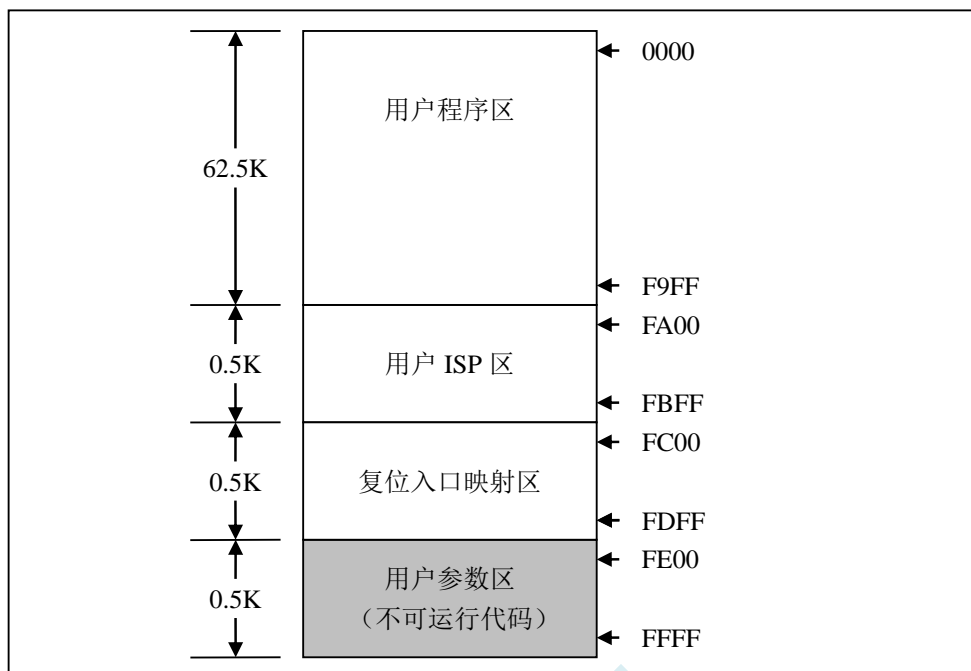 0000
用户程序区
62.5K
F9FF
FA00
用户 ISP 区
0.5K
FBFF
FC00
复位入口映射区
0.5K
FDFF
FE00
用户参数区
（不可运行代码）
0.5K
FFFF